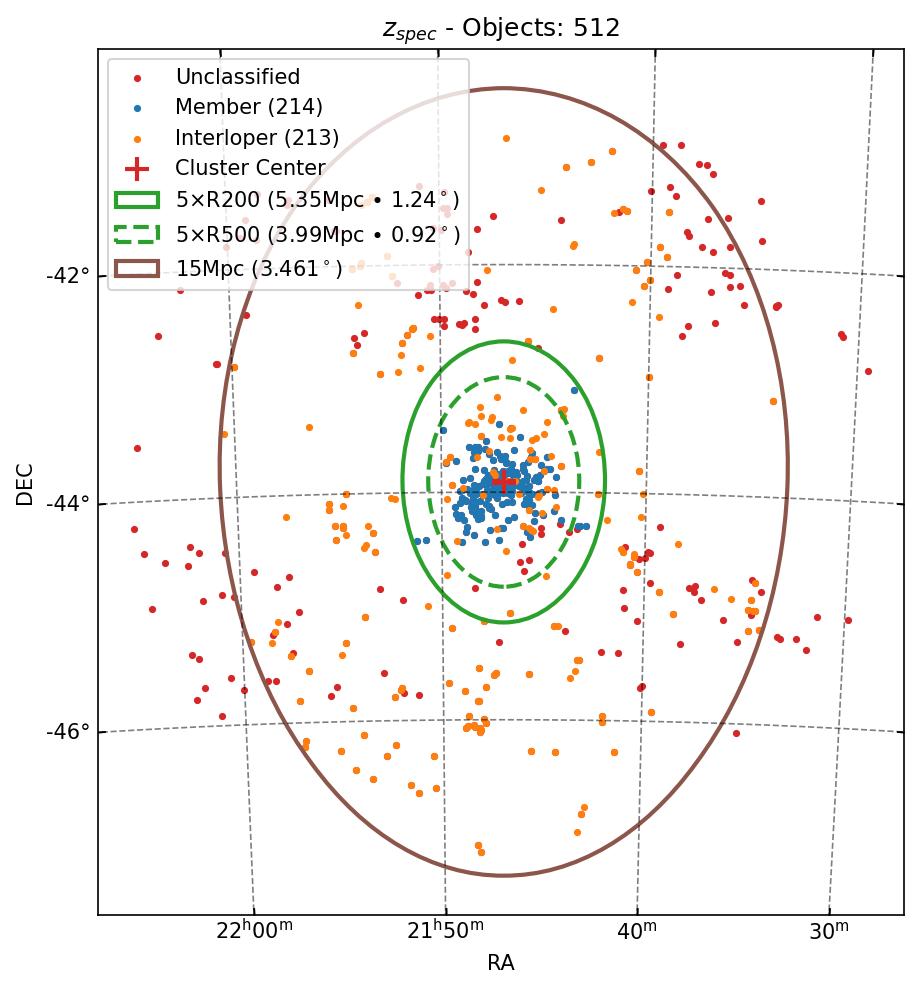 z_spec - Objects: 512
Unclassified
Member (214)
Interloper (213)
Cluster Center
5×R200 (5.35Mpc • 1.24°)
5×R500 (3.99Mpc • 0.92°)
15Mpc (3.461°)
-42°
-44°
-46°
DEC
22h00m 21h50m 40m 30m
RA